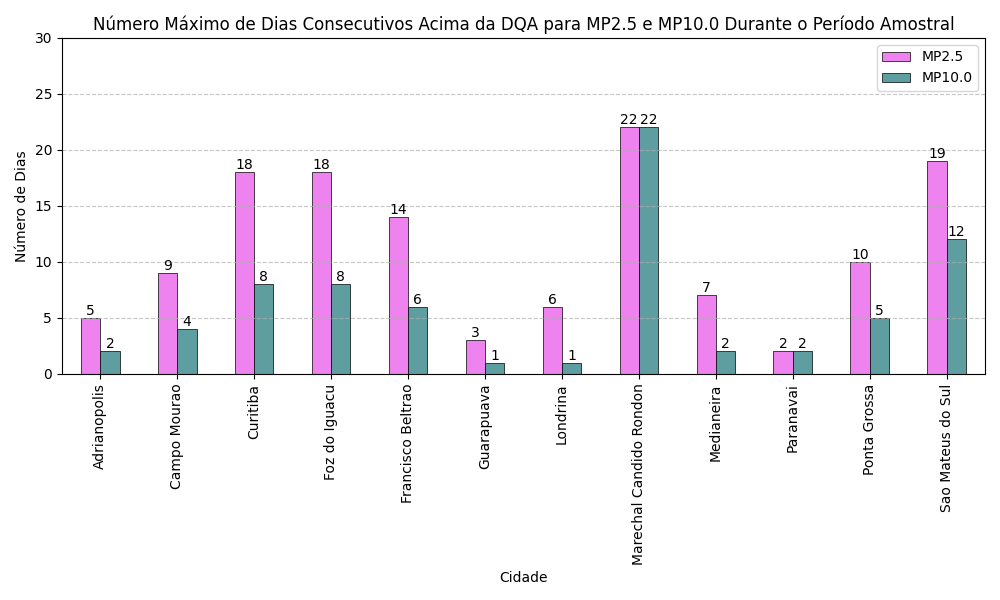 Número Máximo de Dias Consecutivos Acima da DQA para MP2.5 e MP10.0 Durante o Período Amostral
MP2.5
MP10.0
Número de Dias
30
25
20
15
10
5
0
5 2
9 4
18 8
18 8
14 6
3 1
6 1
22 22
7 2
2 2
10 5
19 12
Adrianopolis
Campo Mourao
Curitiba
Foz do Iguacu
Francisco Beltrao
Guarapuava
Londrina
Marechal Candido Rondon
Medianeira
Paranavai
Ponta Grossa
Sao Mateus do Sul
Cidade